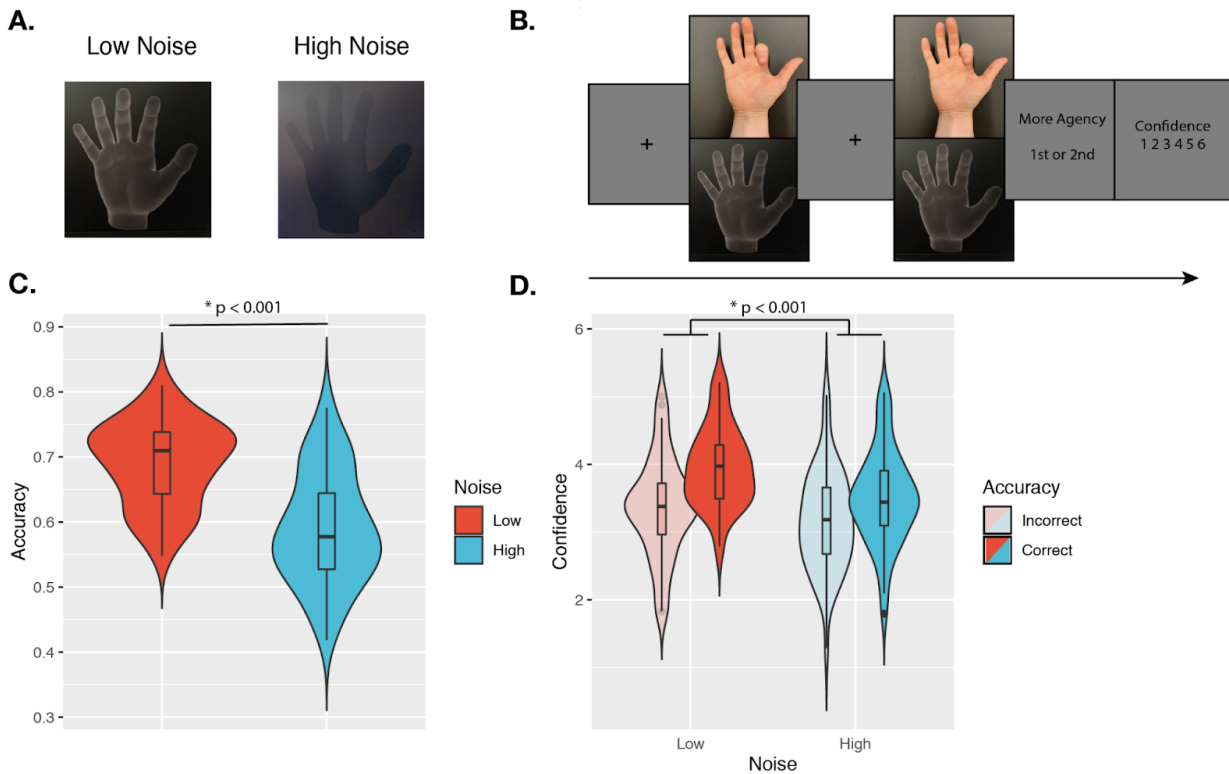 A.
Low Noise
High Noise
B.
+
+
More Agency
1st or 2nd
Confidence
1 2 3 4 5 6
C.
* p < 0.001
0.9
0.8
0.7
0.6
0.5
0.4
0.3
Accuracy
Noise
Low
High
D.
* p < 0.001
6
4
2
Confidence
Low
High
Noise
Accuracy
Incorrect
Correct